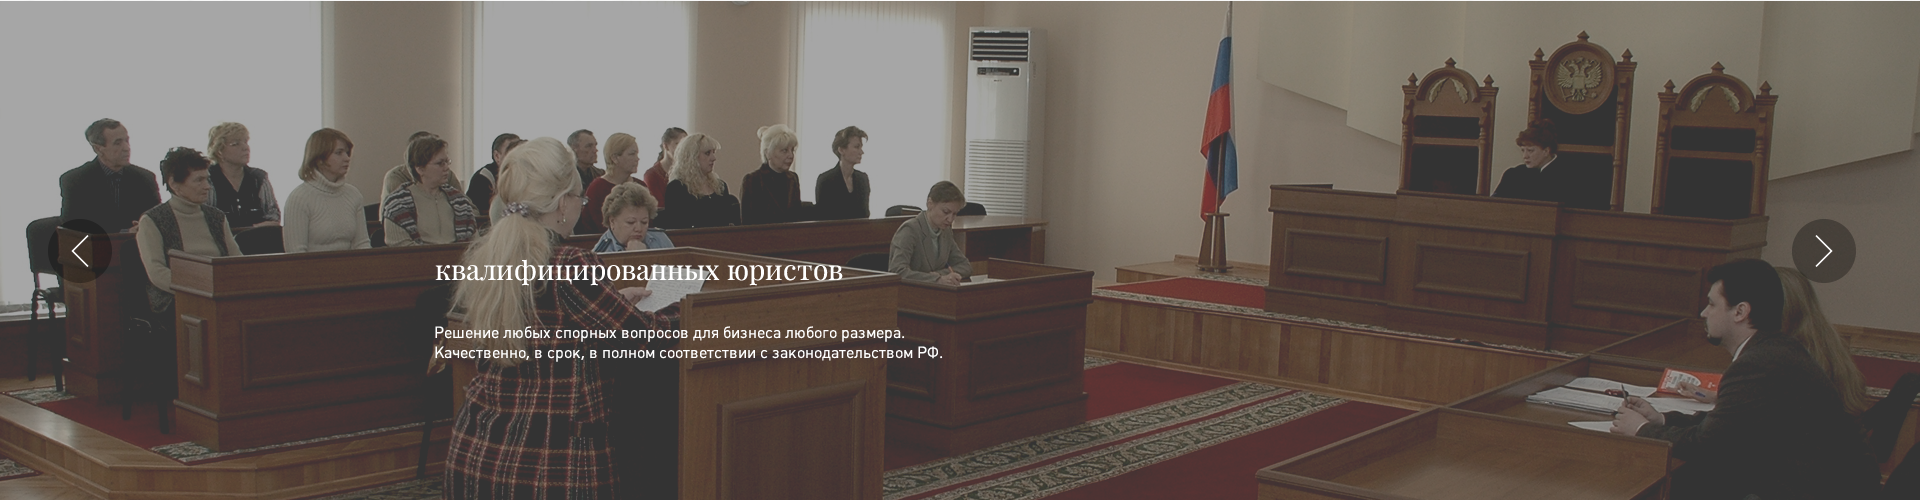 квалифицированных юристов
Решение любых спорных вопросов для бизнеса любого размера.
Качественно, в срок, в полном соответствии с законодательством РФ.